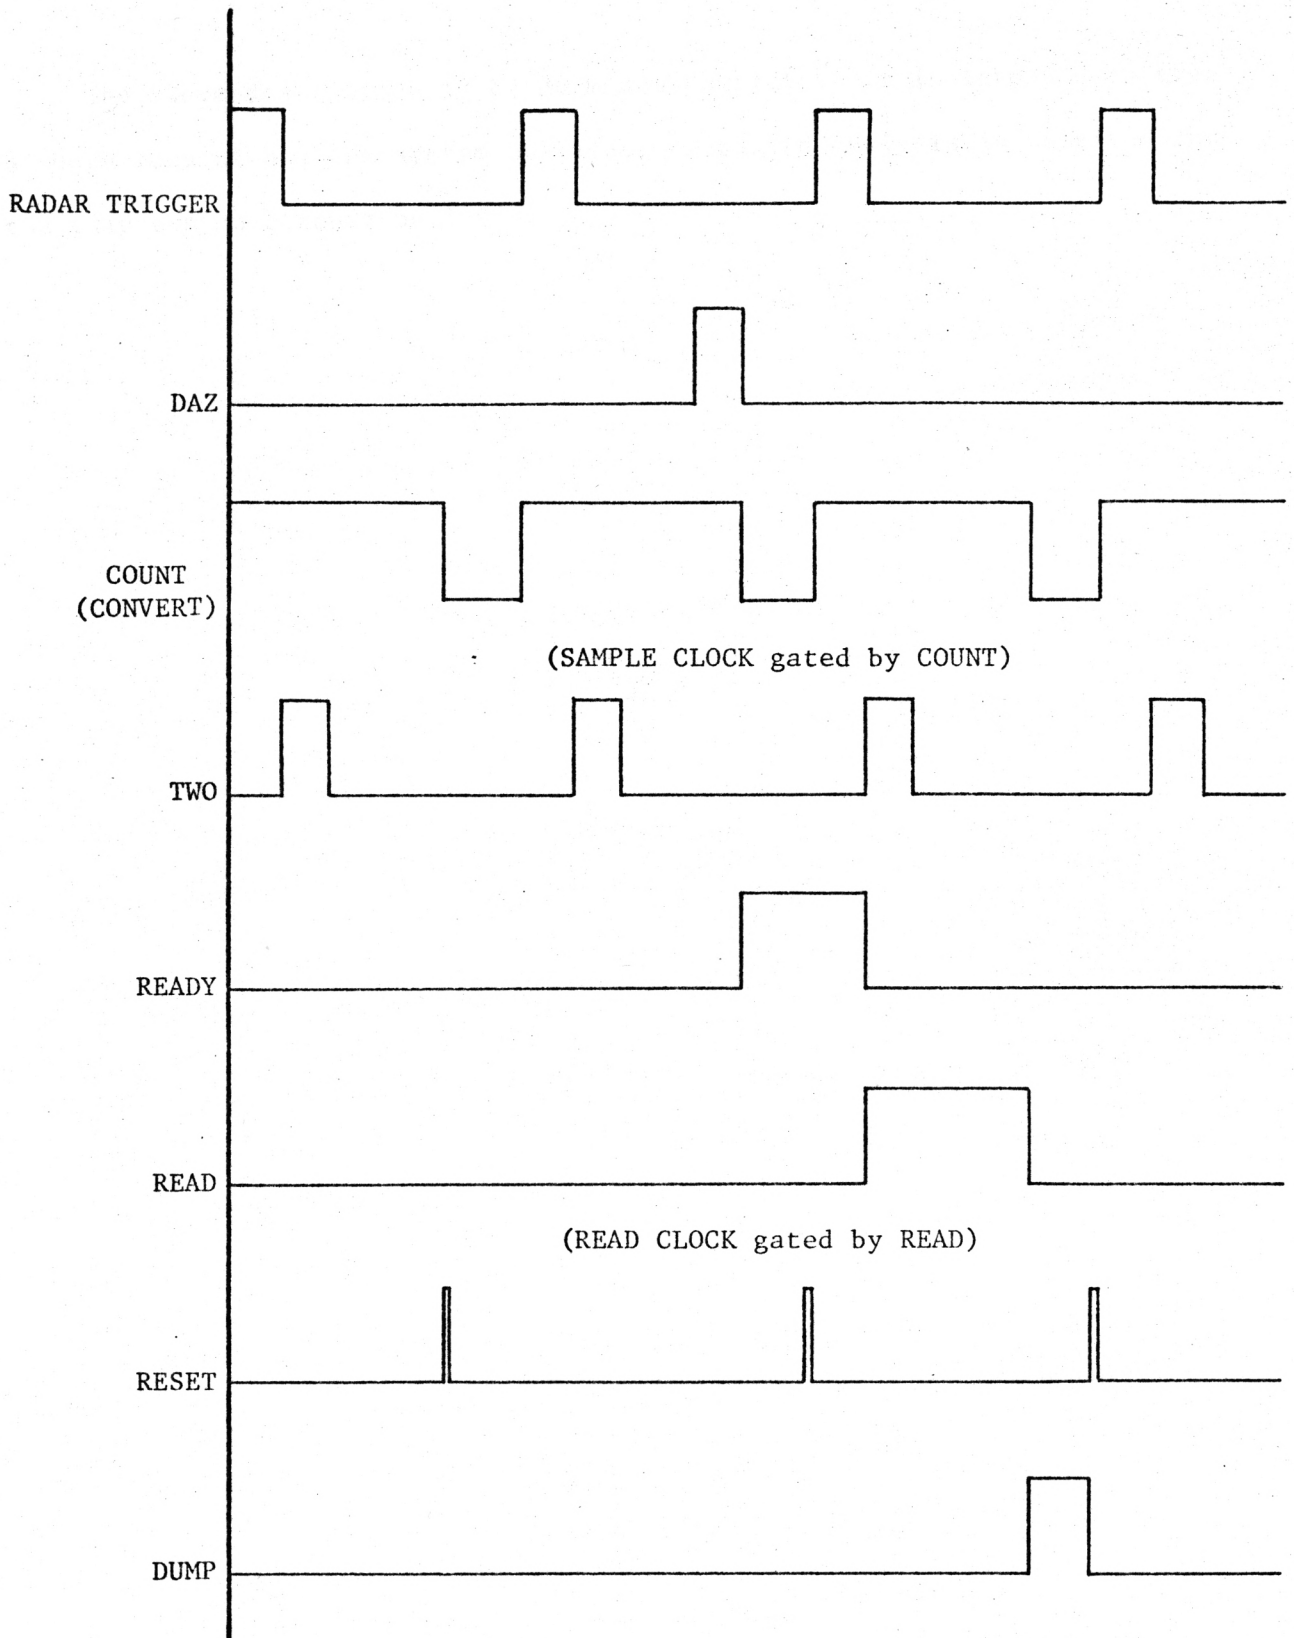 RADAR TRIGGER
DAZ
COUNT
(CONVERT)
(SAMPLE CLOCK gated by COUNT)
TWO
READY
READ
(READ CLOCK gated by READ)
RESET
DUMP